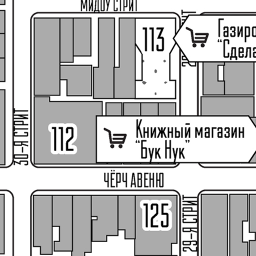 МИДОУ СТРИТ
113
Газиро
"Сдела
30-Я СТРИТ
112
Книжный магазин
"Бук Нук"
ЧЁРЧ АВЕНЮ
125
29-Я СТРИТ